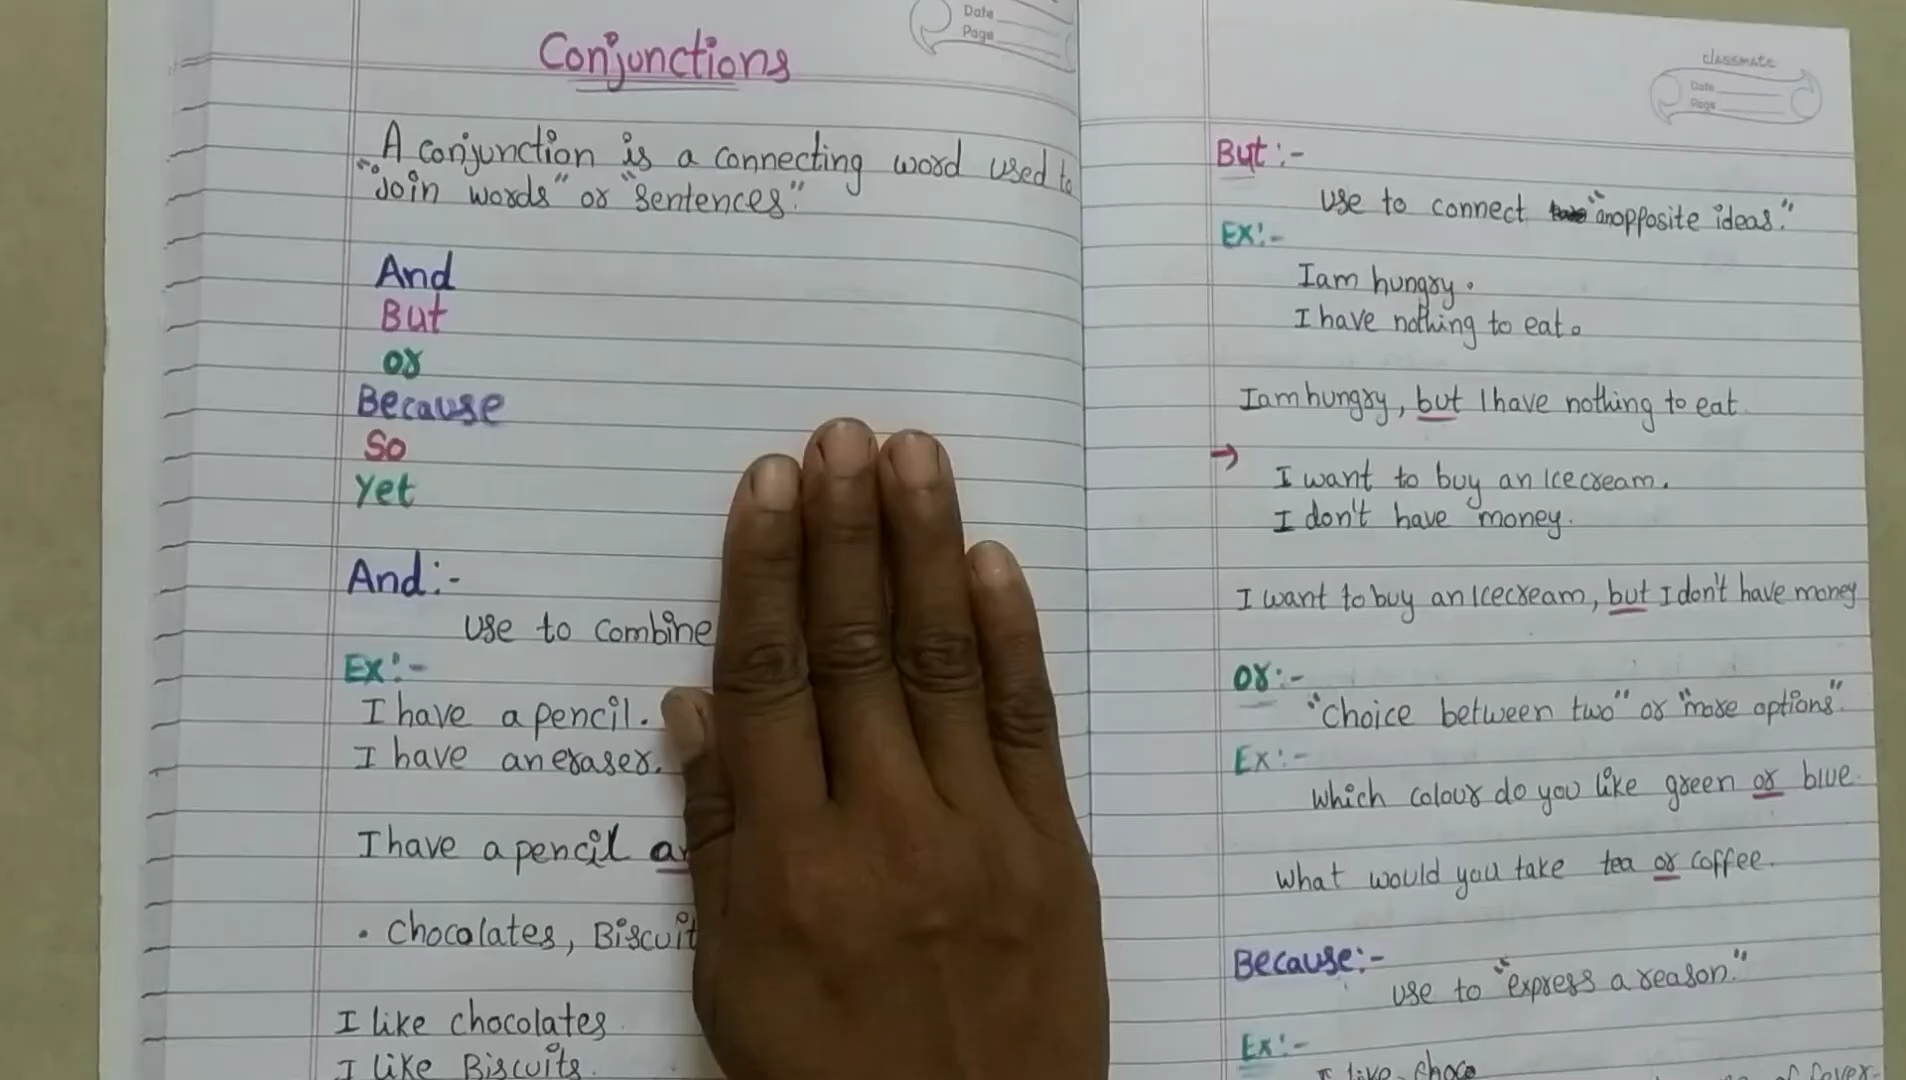 Date
Page
Conjunctions
A conjunction is a connecting word used to
"Join words" or "sentences."
And
But
or
Because
So
Yet
And:-
use to combine
Ex:-
I have a pencil.
I have an eraser.
I have a pencil
• chocolates, Biscuit
I like chocolates.
I like Biscuits.
classmate
Date
Page
But:-
use to connect "an opposite ideas."
Ex:-
I am hungry.
I have nothing to eat.
I am hungry, but I have nothing to eat.
→ I want to buy an Icecream.
I don't have money.
I want to buy an Icecream, but I don't have money
or:-
"choice between two" or "more options".
Ex:-
which colour do you like green or blue.
what would you take tea or coffee.
Because:-
use to "express a reason."
Ex:-